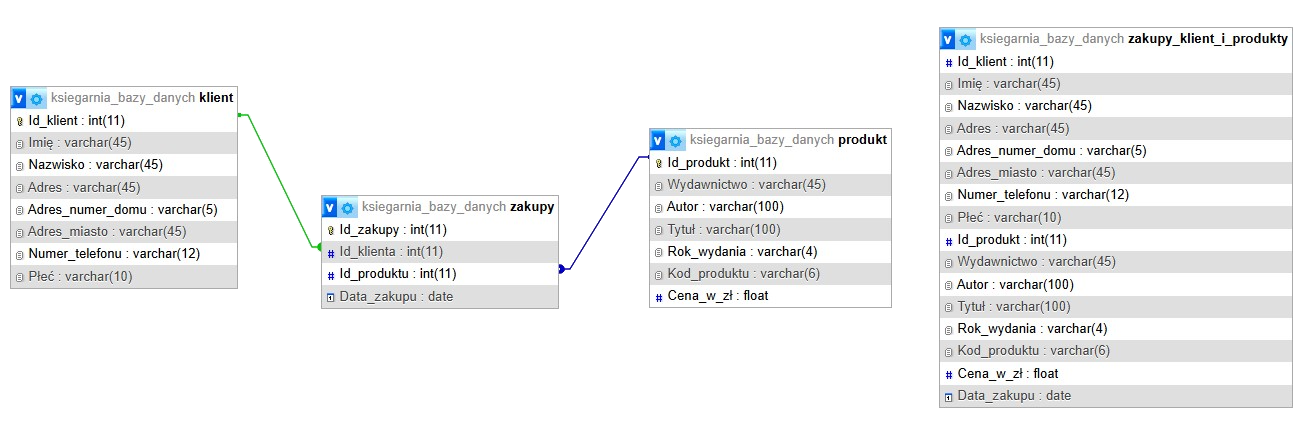 ksiegarnia_bazy_danych klient
Id_klient : int(11)
Imię : varchar(45)
Nazwisko : varchar(45)
Adres : varchar(45)
Adres_numer_domu : varchar(5)
Adres_miasto : varchar(45)
Numer_telefonu : varchar(12)
Płeć : varchar(10)
ksiegarnia_bazy_danych zakupy
Id_zakupy : int(11)
Id_klienta : int(11)
Id_produktu : int(11)
Data_zakupu : date
ksiegarnia_bazy_danych produkt
Id_produkt : int(11)
Wydawnictwo : varchar(45)
Autor : varchar(100)
Tytuł : varchar(100)
Rok_wydania : varchar(4)
Kod_produktu : varchar(6)
Cena_w_zł : float
ksiegarnia_bazy_danych zakupy_klient_i_produkty
Id_klient : int(11)
Imię : varchar(45)
Nazwisko : varchar(45)
Adres : varchar(45)
Adres_numer_domu : varchar(5)
Adres_miasto : varchar(45)
Numer_telefonu : varchar(12)
Płeć : varchar(10)
Id_produkt : int(11)
Wydawnictwo : varchar(45)
Autor : varchar(100)
Tytuł : varchar(100)
Rok_wydania : varchar(4)
Kod_produktu : varchar(6)
Cena_w_zł : float
Data_zakupu : date